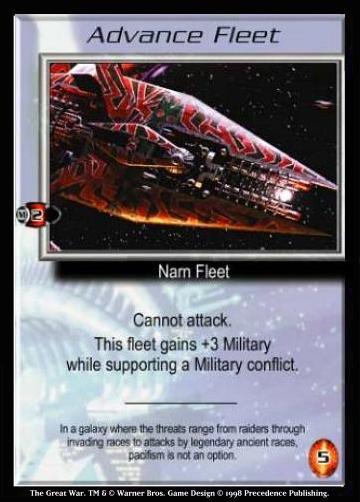 Advance Fleet
M 2
Narn Fleet
Cannot attack.
This fleet gains +3 Military
while supporting a Military conflict.
In a galaxy where the threats range from raiders through
invading races to attacks by legendary ancient races,
pacifism is not an option.
5
The Great War. TM & © Warner Bros. Game Design © 1998 Precedence Publishing.